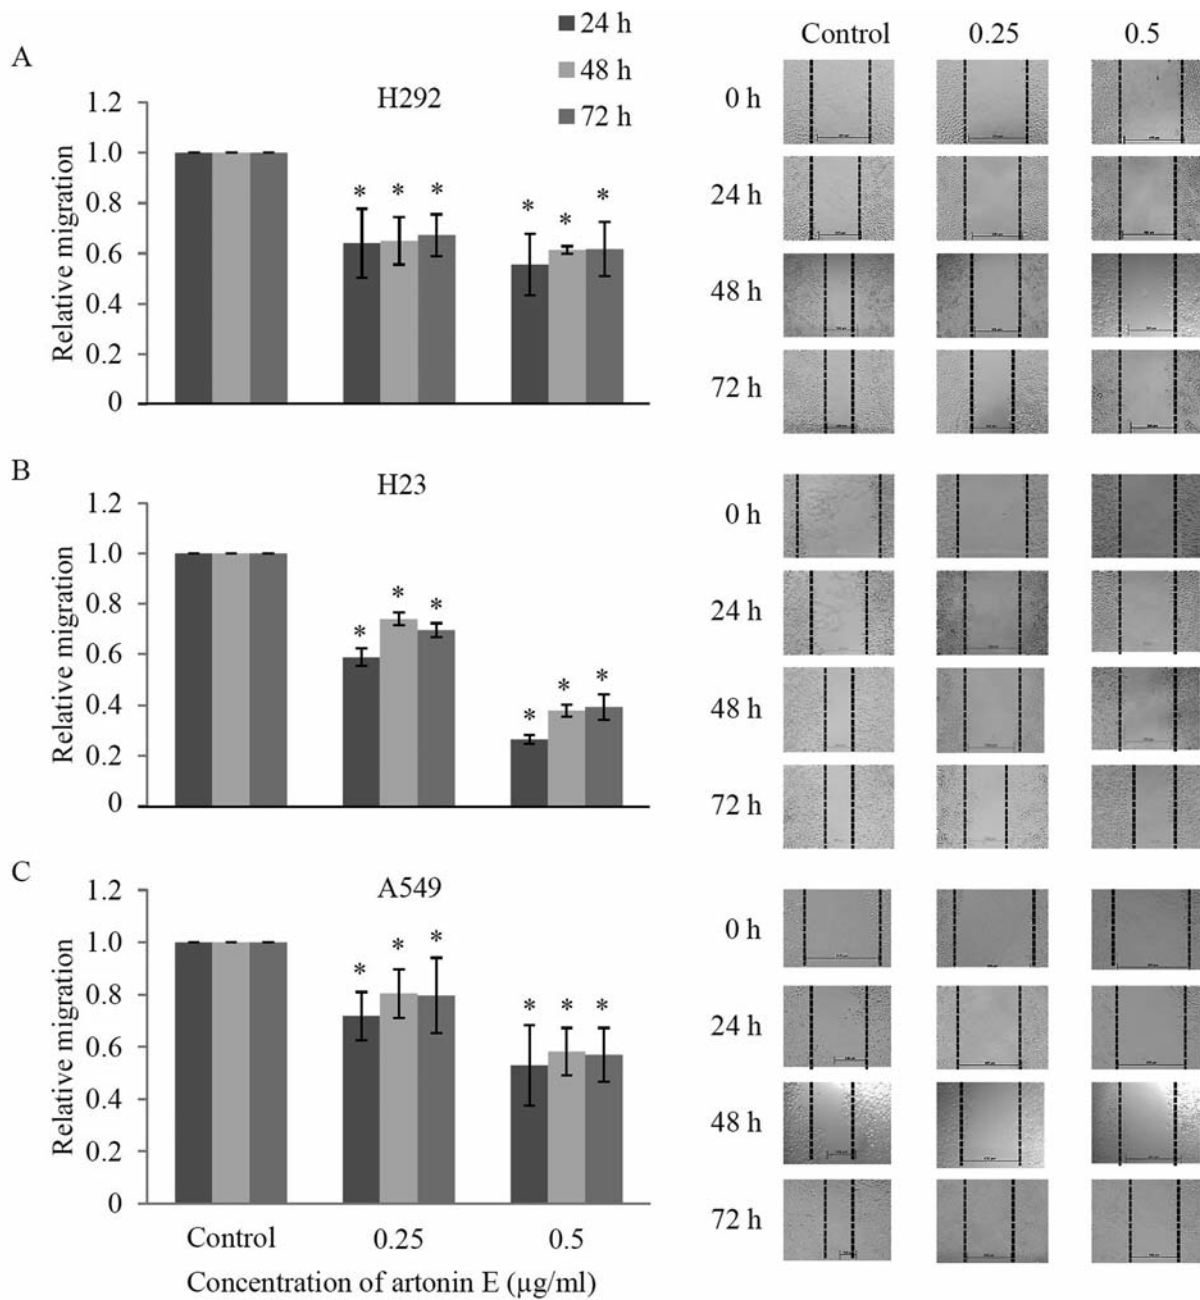 24 h
48 h
72 h
A
H292
1.2
1.0
0.8
0.6
0.4
0.2
0
Relative migration
* * * * * *
Control 0.25 0.5
0 h
24 h
48 h
72 h
B
H23
1.2
1.0
0.8
0.6
0.4
0.2
0
Relative migration
* * * * * *
0 h
24 h
48 h
72 h
C
A549
1.2
1.0
0.8
0.6
0.4
0.2
0
Relative migration
* * * * * *
Control 0.25 0.5
Concentration of artonin E (µg/ml)
0 h
24 h
48 h
72 h